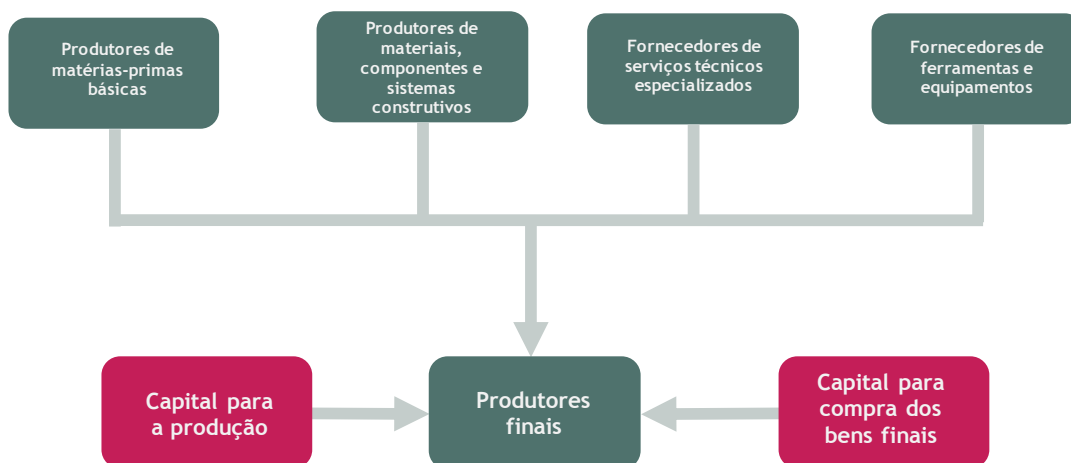 Produtores de
matérias-primas
básicas
Produtores de
materiais,
componentes e
sistemas
construtivos
Fornecedores de
serviços técnicos
especializados
Fornecedores de
ferramentas e
equipamentos
Capital para
a produção
Produtores
finais
Capital para
compra dos
bens finais